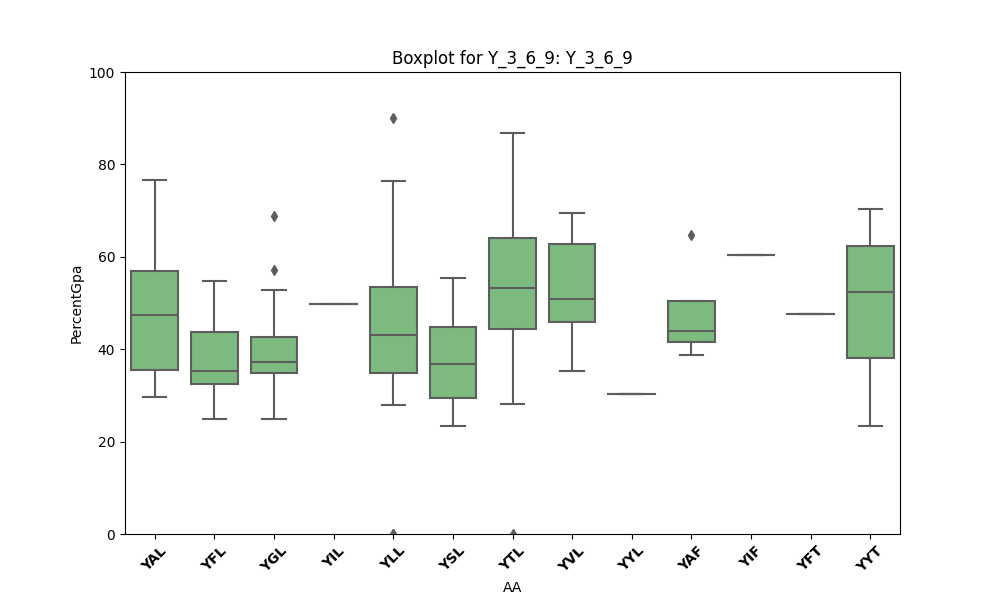 Boxplot for Y_3_6_9: Y_3_6_9
100
80
60
40
20
0
PercentGpa
YAL YFL YGL YIL YLL YSL YTL YVL YYL YAF YIF YFT YYT
AA